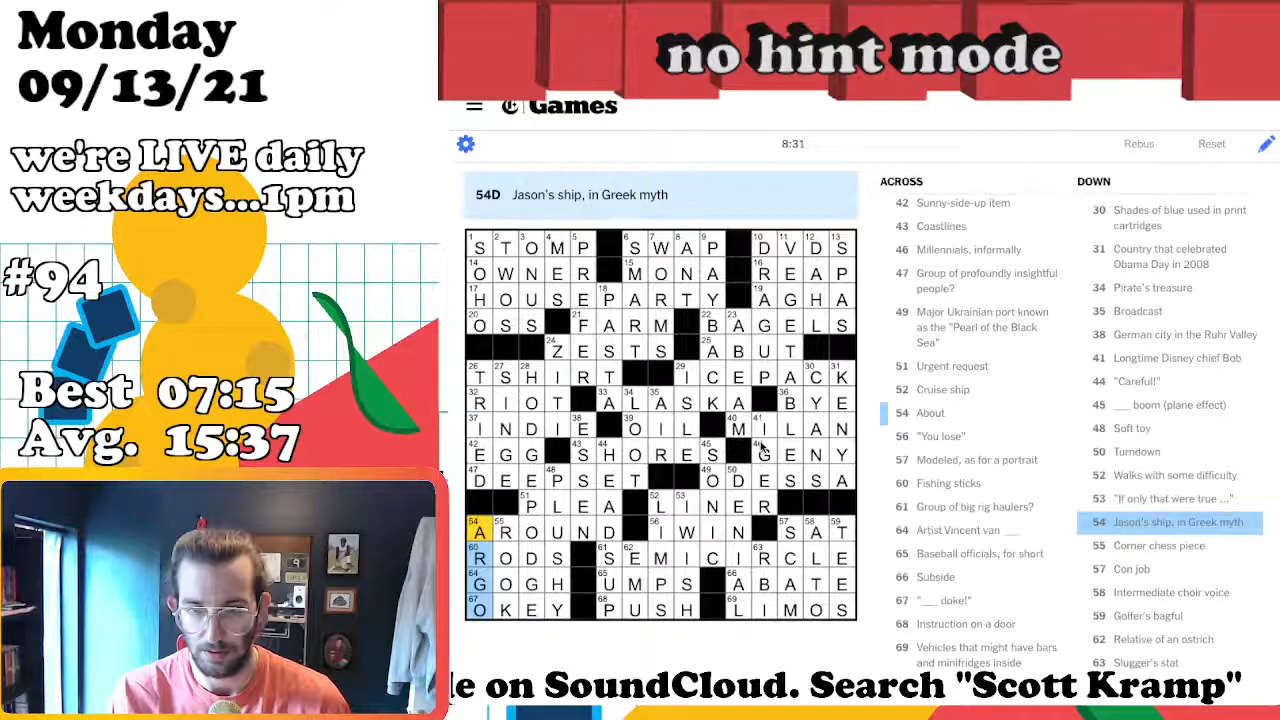 Monday
09/13/21
we're LIVE daily
weekdays...1pm
#94
Best 07:15
Avg. 15:37
no hint mode
Games
8:31
Rebus
Reset
54D Jason's ship, in Greek myth
S T O M P S W A P D V D S
O W N E R M O N A R E A P
H O U S E P A R T Y A G H A
O S S F A R M B A G E L S
Z E S T S A B U T
T S H I R T I C E P A C K
R I O T A L A S K A B Y E
I N D I E O I L M I L A N
E G G S H O R E S G E N Y
D E E P S E T O D E S S A
P L E A L I N E R
A R O U N D I W I N S A T
R O D S S E M I C I R C L E
G O G H U M P S A B A T E
O K E Y P U S H L I M O S
ACROSS
42 Sunny-side-up item
43 Coastlines
46 Millennials, informally
47 Group of profoundly insightful
people?
49 Major Ukrainian port known
as the "Pearl of the Black
Sea"
51 Urgent request
52 Cruise ship
54 About
56 "You lose"
57 Modeled, as for a portrait
60 Fishing sticks
61 Group of big rig haulers?
64 Artist Vincent van __
65 Baseball officials, for short
66 Subside
67 "___ doke!"
68 Instruction on a door
69 Vehicles that might have bars
and minifridges inside
DOWN
30 Shades of blue used in print
cartridges
31 Country that celebrated
Obama Day in 2008
34 Pirate's treasure
35 Broadcast
38 German city in the Ruhr Valley
41 Longtime Disney chief Bob
44 "Careful!"
45 ___ boom (plane effect)
48 Soft toy
50 Turndown
52 Walks with some difficulty
53 "If only that were true ..."
54 Jason's ship, in Greek myth
55 Corner chess piece
57 Con job
58 Intermediate choir voice
59 Golfer's bagful
62 Relative of an ostrich
63 Slugger's stat
on SoundCloud. Search "Scott Kramp"